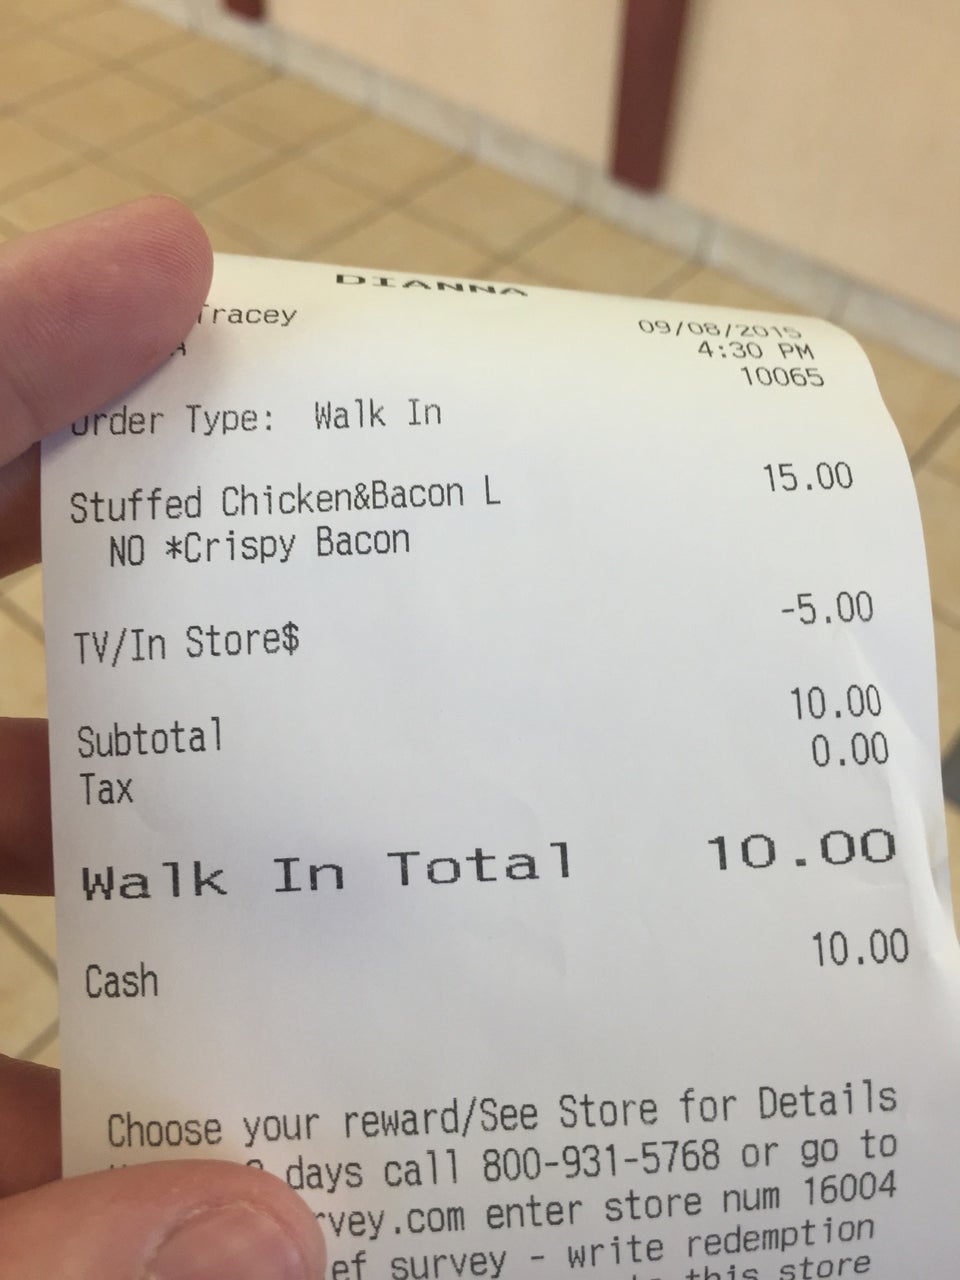 DIANNA
Tracey 09/08/2015
4:30 PM
10065
Order Type: Walk In
Stuffed Chicken&Bacon L 15.00
NO *Crispy Bacon
TV/In Store$ -5.00
Subtotal 10.00
Tax 0.00
Walk In Total 10.00
Cash 10.00
Choose your reward/See Store for Details
days call 800-931-5768 or go to
.com enter store num 16004
survey - write redemption
this store